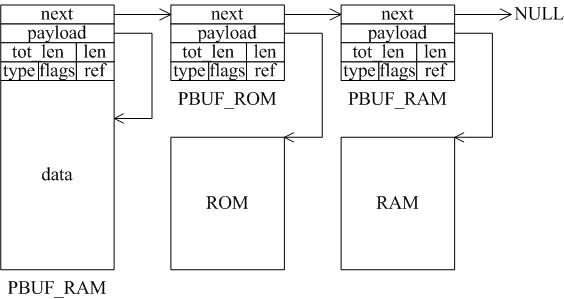 next next next NULL
payload payload payload
tot len len tot len len tot len len
type flags ref type flags ref type flags ref
PBUF_ROM PBUF_RAM
data ROM RAM
PBUF_RAM